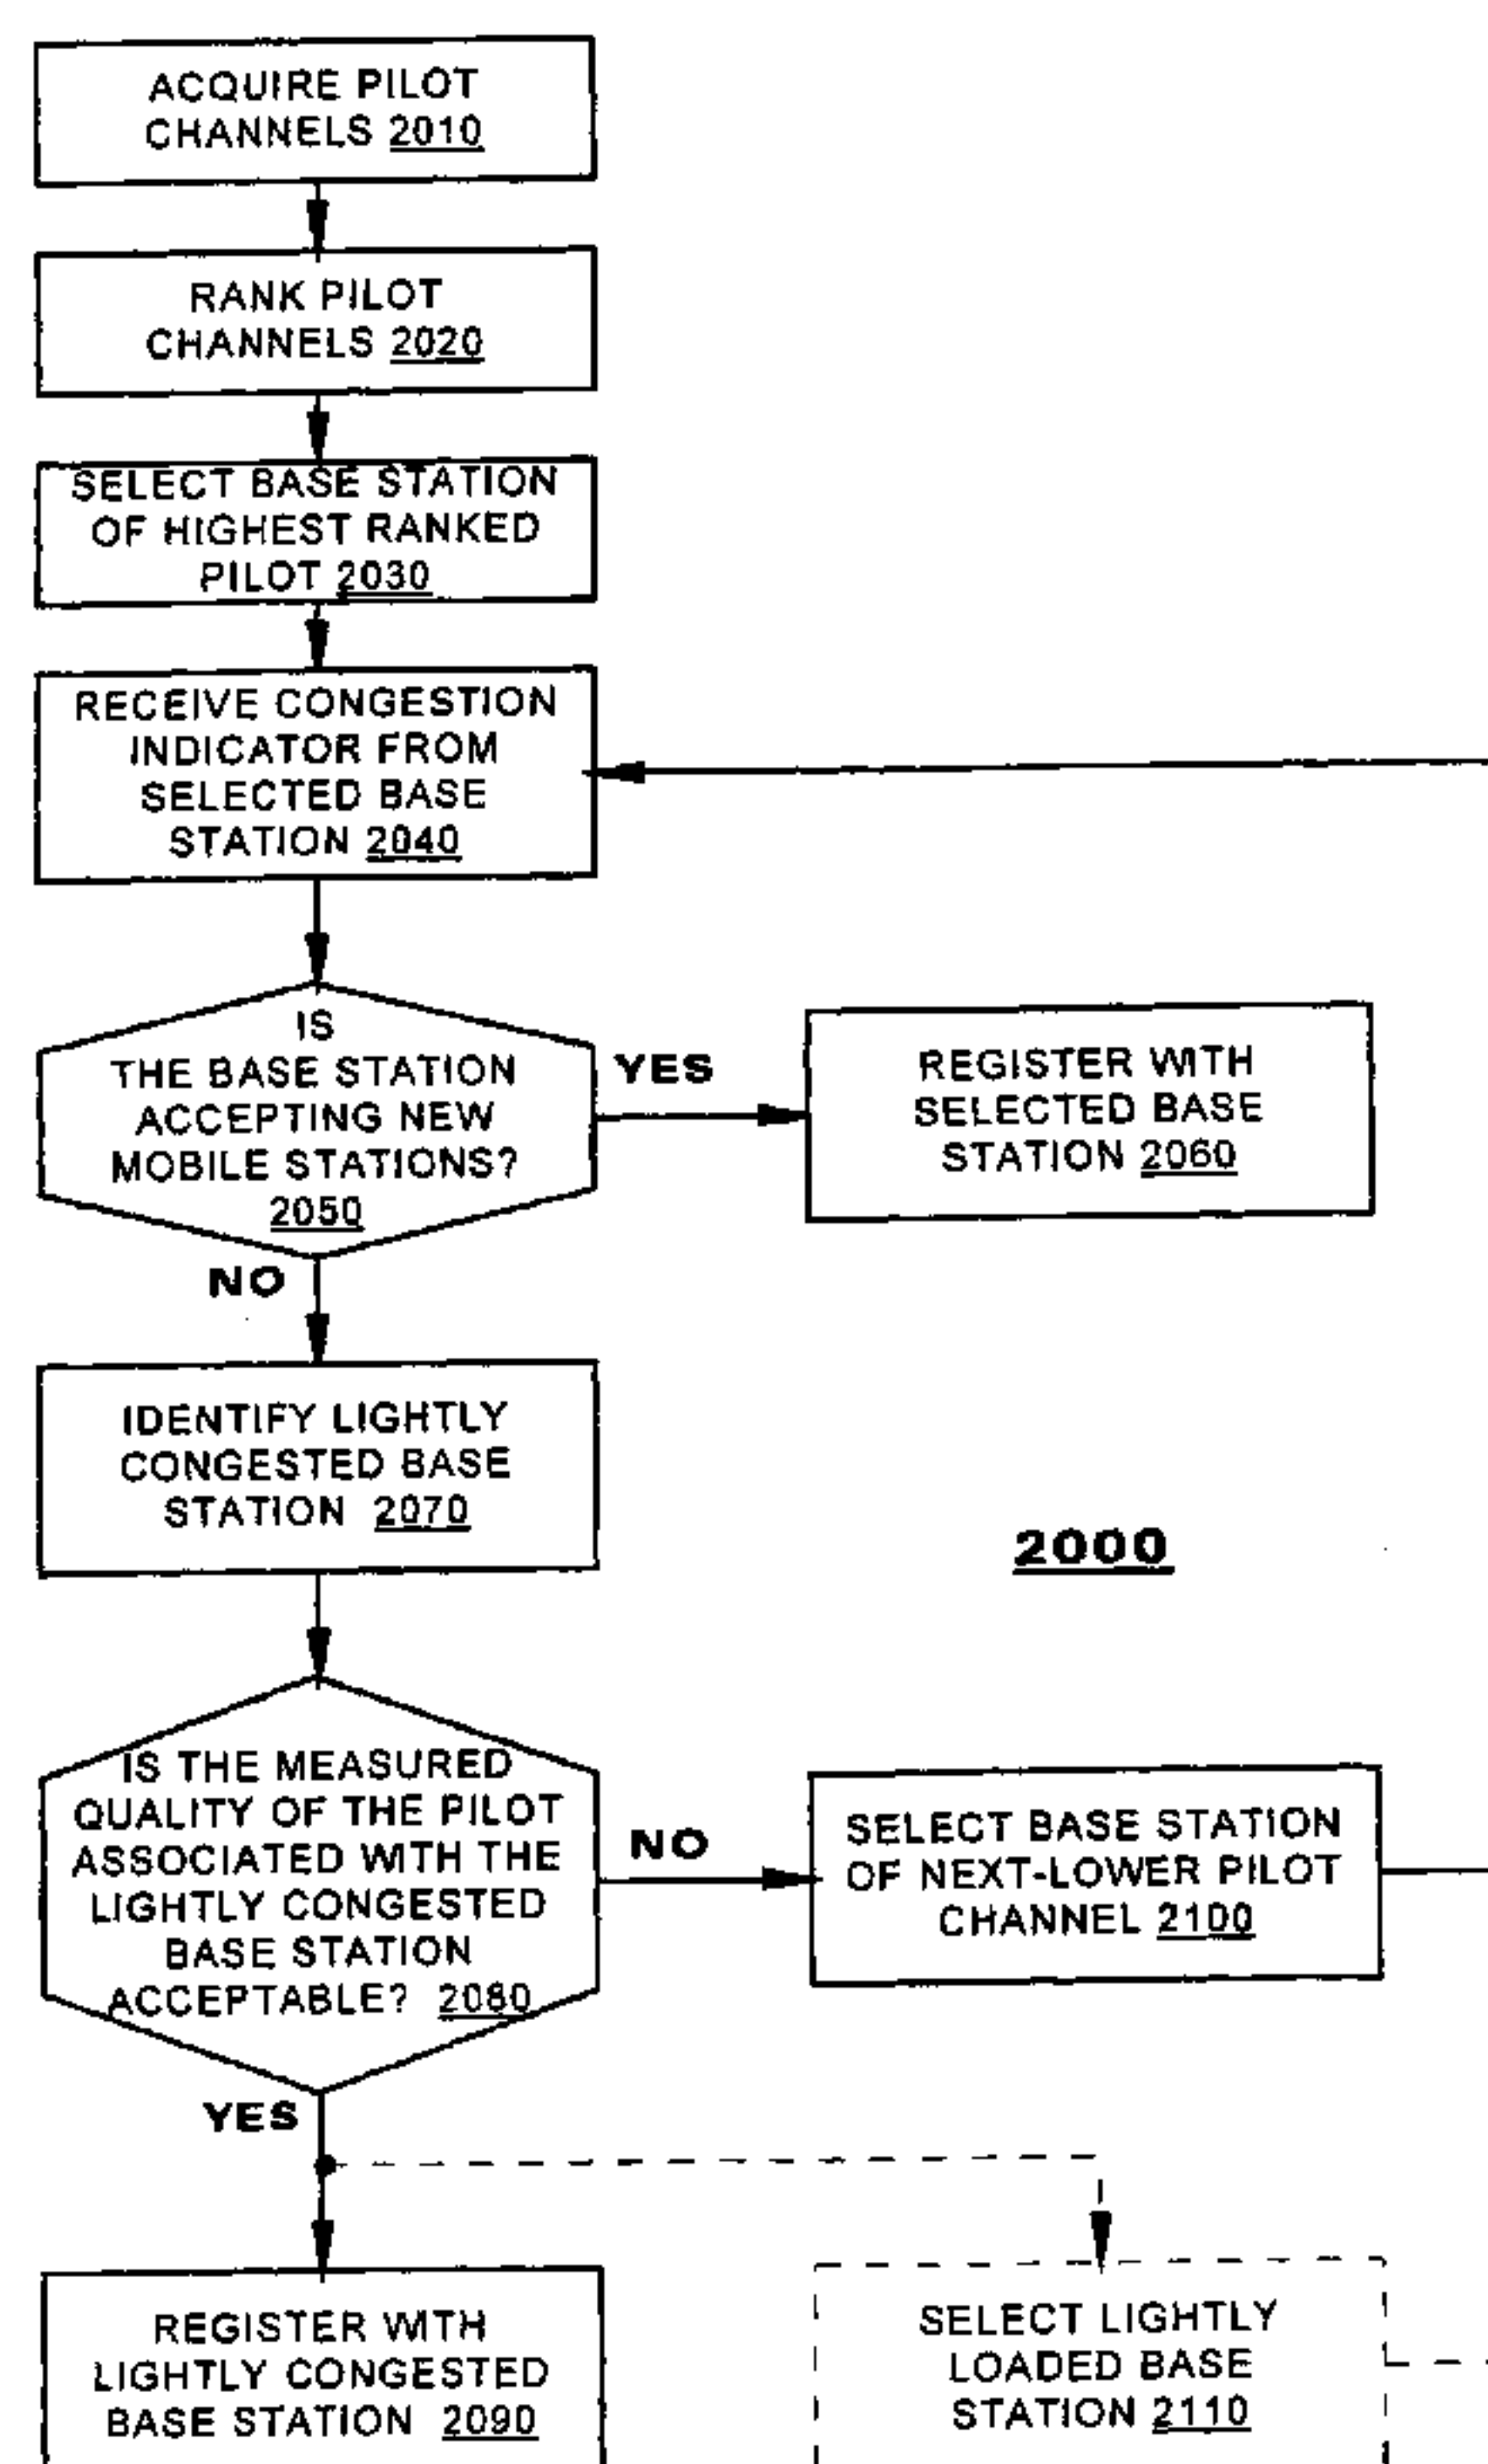 ACQUIRE PILOT
CHANNELS 2010
RANK PILOT
CHANNELS 2020
SELECT BASE STATION
OF HIGHEST RANKED
PILOT 2030
RECEIVE CONGESTION
INDICATOR FROM
SELECTED BASE
STATION 2040
IS
THE BASE STATION
ACCEPTING NEW
MOBILE STATIONS?
2050
YES
REGISTER WITH
SELECTED BASE
STATION 2060
NO
IDENTIFY LIGHTLY
CONGESTED BASE
STATION 2070
2000
IS THE MEASURED
QUALITY OF THE PILOT
ASSOCIATED WITH THE
LIGHTLY CONGESTED
BASE STATION
ACCEPTABLE? 2080
NO
SELECT BASE STATION
OF NEXT-LOWER PILOT
CHANNEL 2100
YES
REGISTER WITH
LIGHTLY CONGESTED
BASE STATION 2090
SELECT LIGHTLY
LOADED BASE
STATION 2110